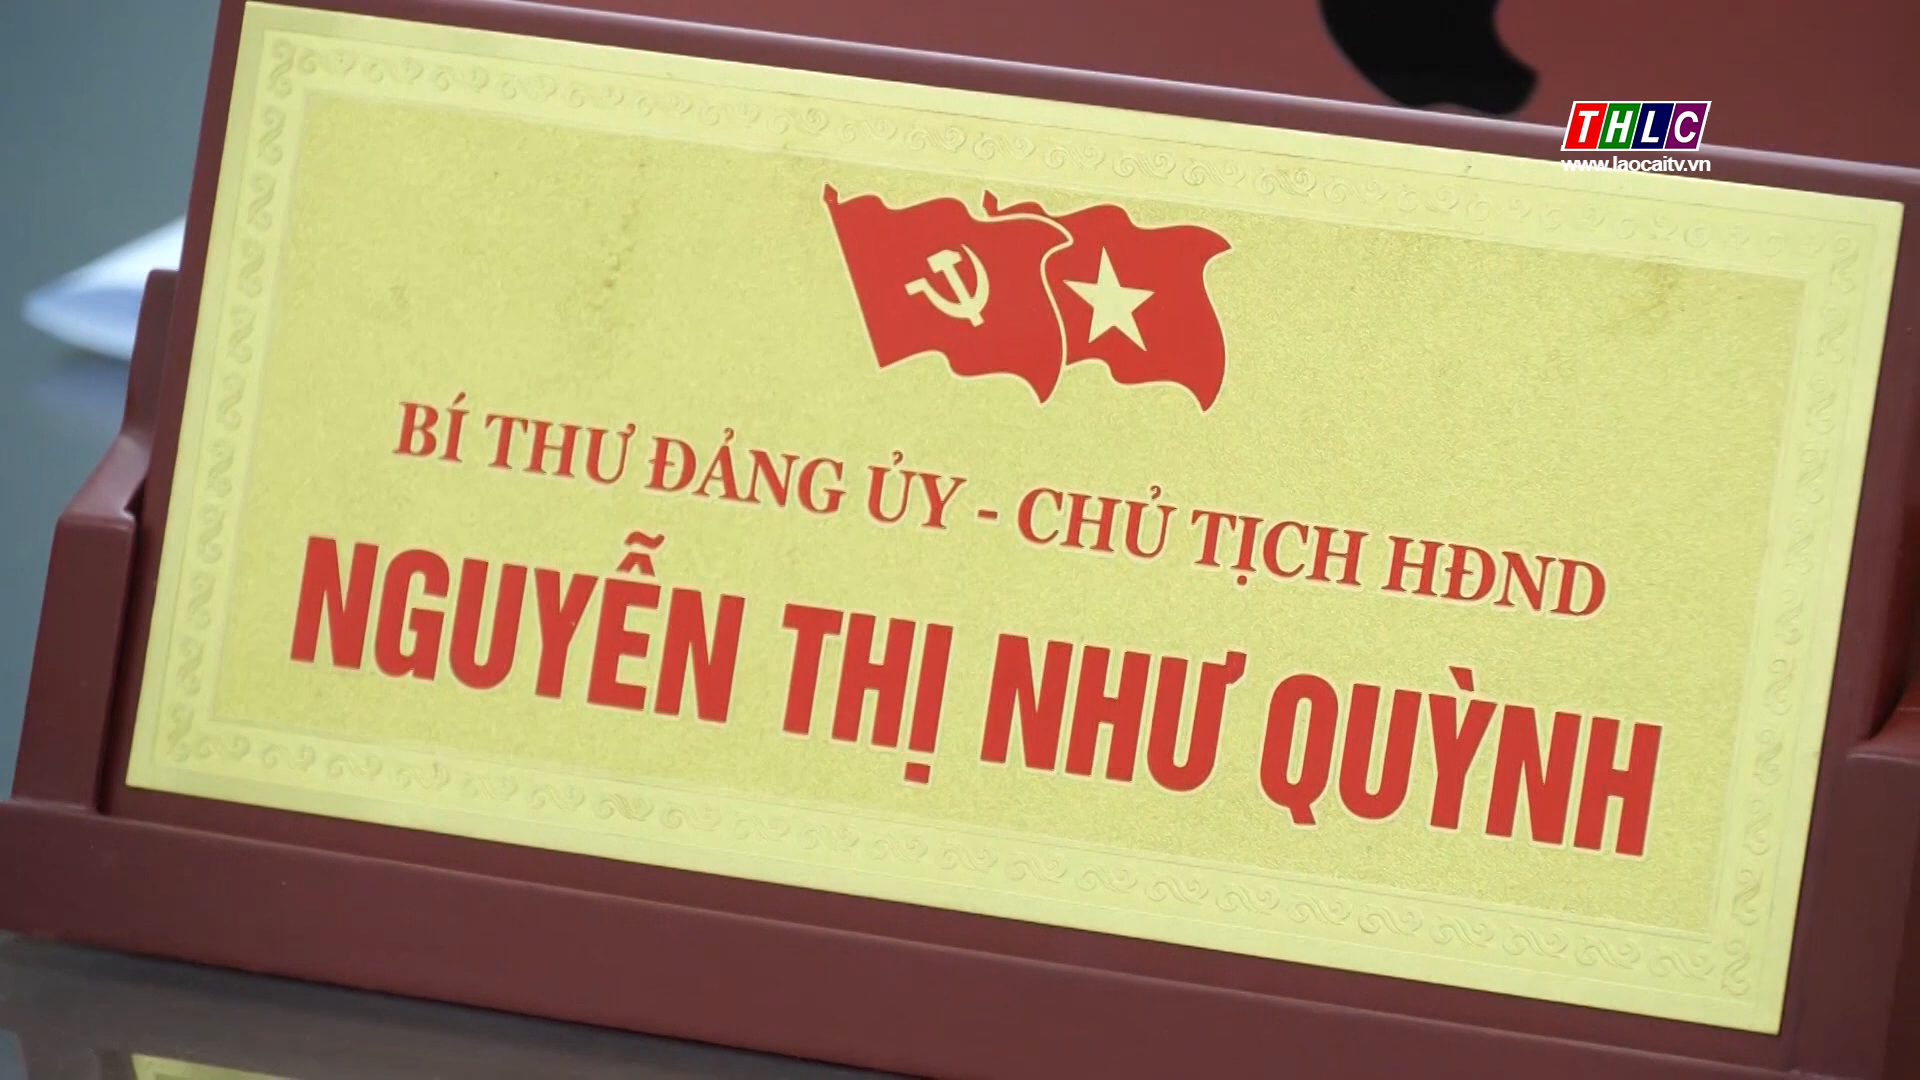 THLC
www.laocaitv.vn
BÍ THƯ ĐẢNG ỦY - CHỦ TỊCH HĐND
NGUYỄN THỊ NHƯ QUỲNH